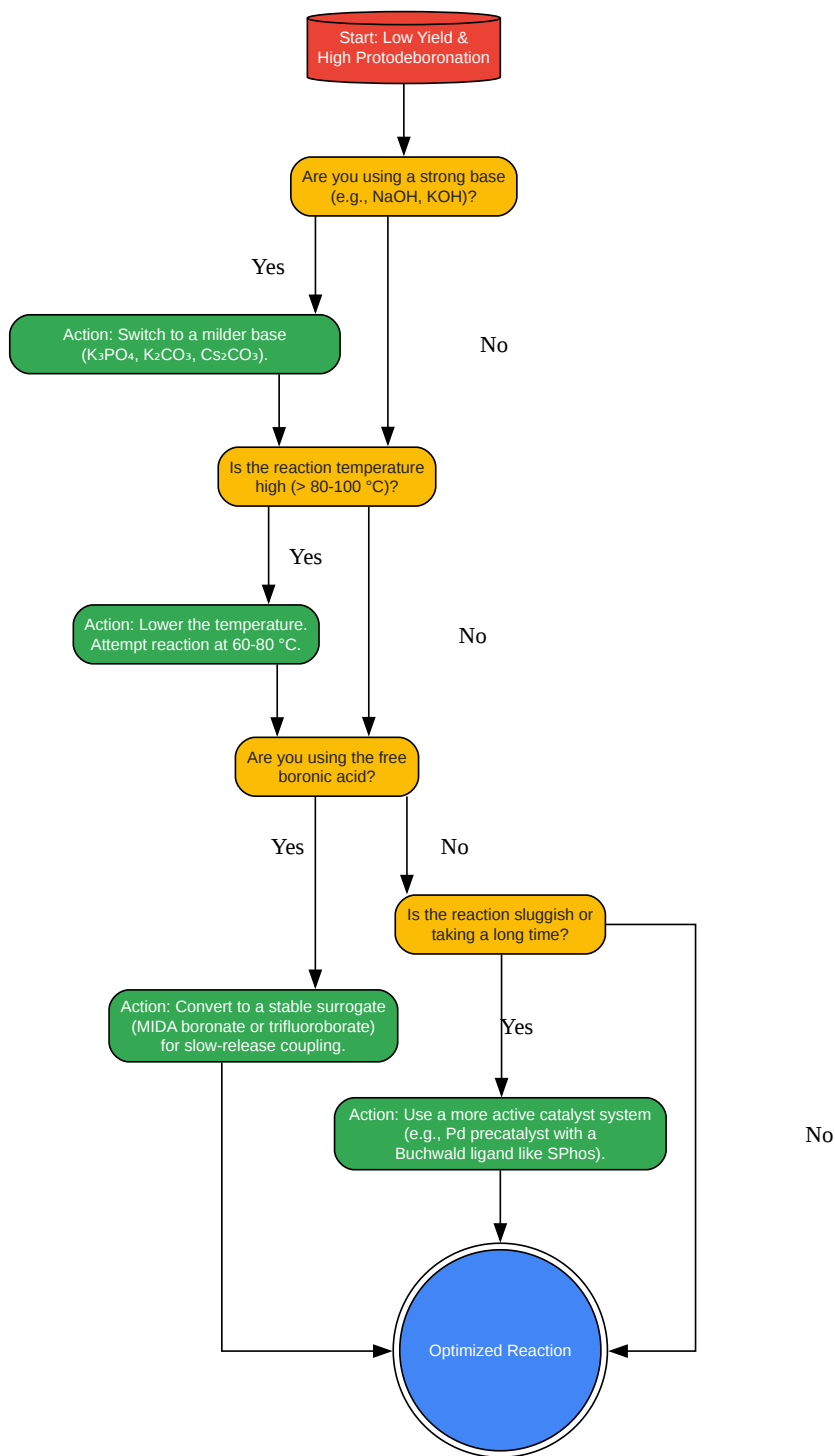 Start: Low Yield &
High Protodeboronation
Are you using a strong base
(e.g., NaOH, KOH)?
Yes
Action: Switch to a milder base
(K₃PO₄, K₂CO₃, Cs₂CO₃).
No
Is the reaction temperature
high (> 80-100 °C)?
Yes
Action: Lower the temperature.
Attempt reaction at 60-80 °C.
No
Are you using the free
boronic acid?
Yes
No
Is the reaction sluggish or
taking a long time?
Action: Convert to a stable surrogate
(MIDA boronate or trifluoroborate)
for slow-release coupling.
Yes
Action: Use a more active catalyst system
(e.g., Pd precatalyst with a
Buchwald ligand like SPhos).
No
Optimized Reaction